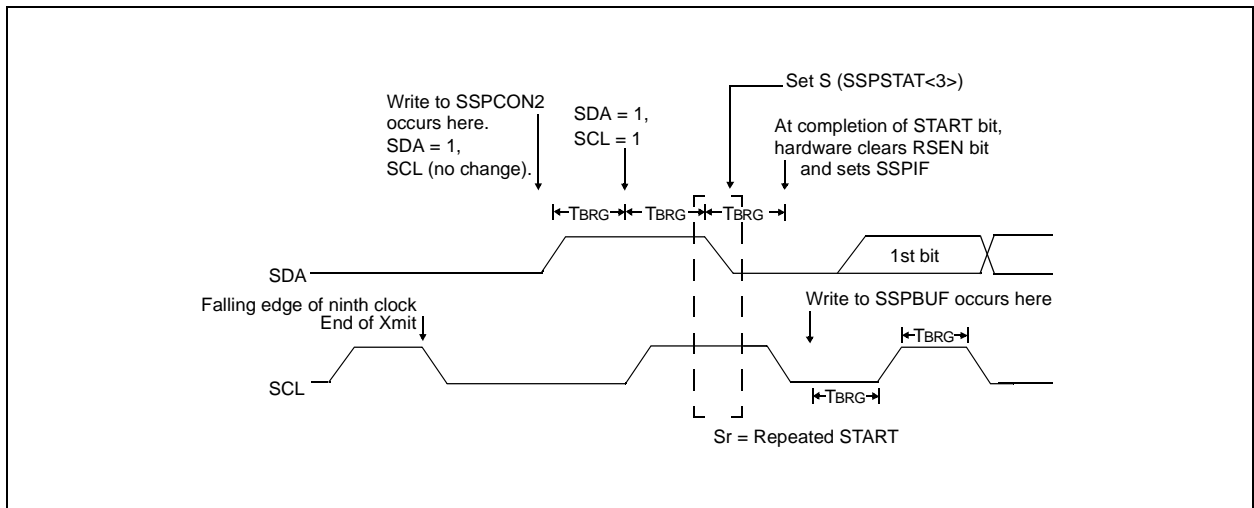 Set S (SSPSTAT<3>)
Write to SSPCON2
occurs here.
SDA = 1,
SCL (no change).
SDA = 1,
SCL = 1
At completion of START bit,
hardware clears RSEN bit
and sets SSPIF
TBRG
TBRG
TBRG
SDA
1st bit
Falling edge of ninth clock
End of Xmit
Write to SSPBUF occurs here
TBRG
SCL
TBRG
Sr = Repeated START